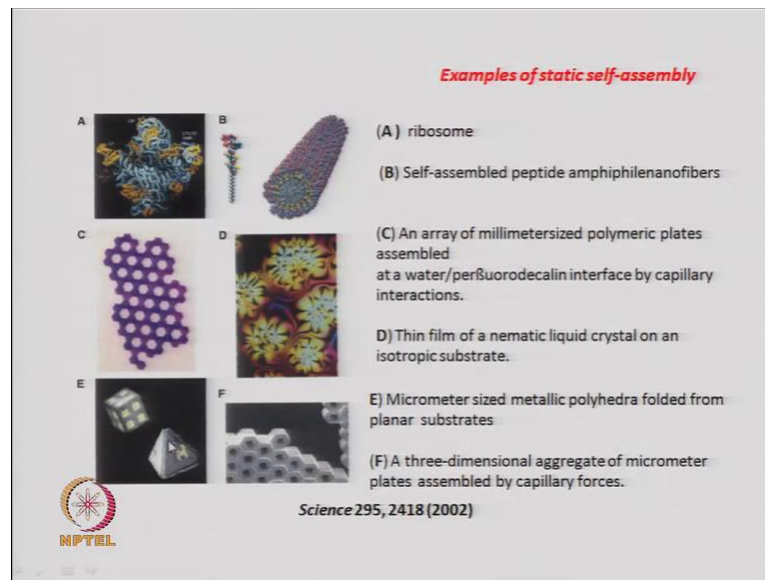 Examples of static self-assembly
A
B
(A) ribosome
(B) Self-assembled peptide amphiphilenanofibers
C
D
(C) An array of millimetersized polymeric plates
assembled
at a water/perßuorodecalin interface by capillary
interactions.
D) Thin film of a nematic liquid crystal on an
isotropic substrate.
E
F
E) Micrometer sized metallic polyhedra folded from
planar substrates
(F) A three-dimensional aggregate of micrometer
plates assembled by capillary forces.
Science 295, 2418 (2002)
NPTEL